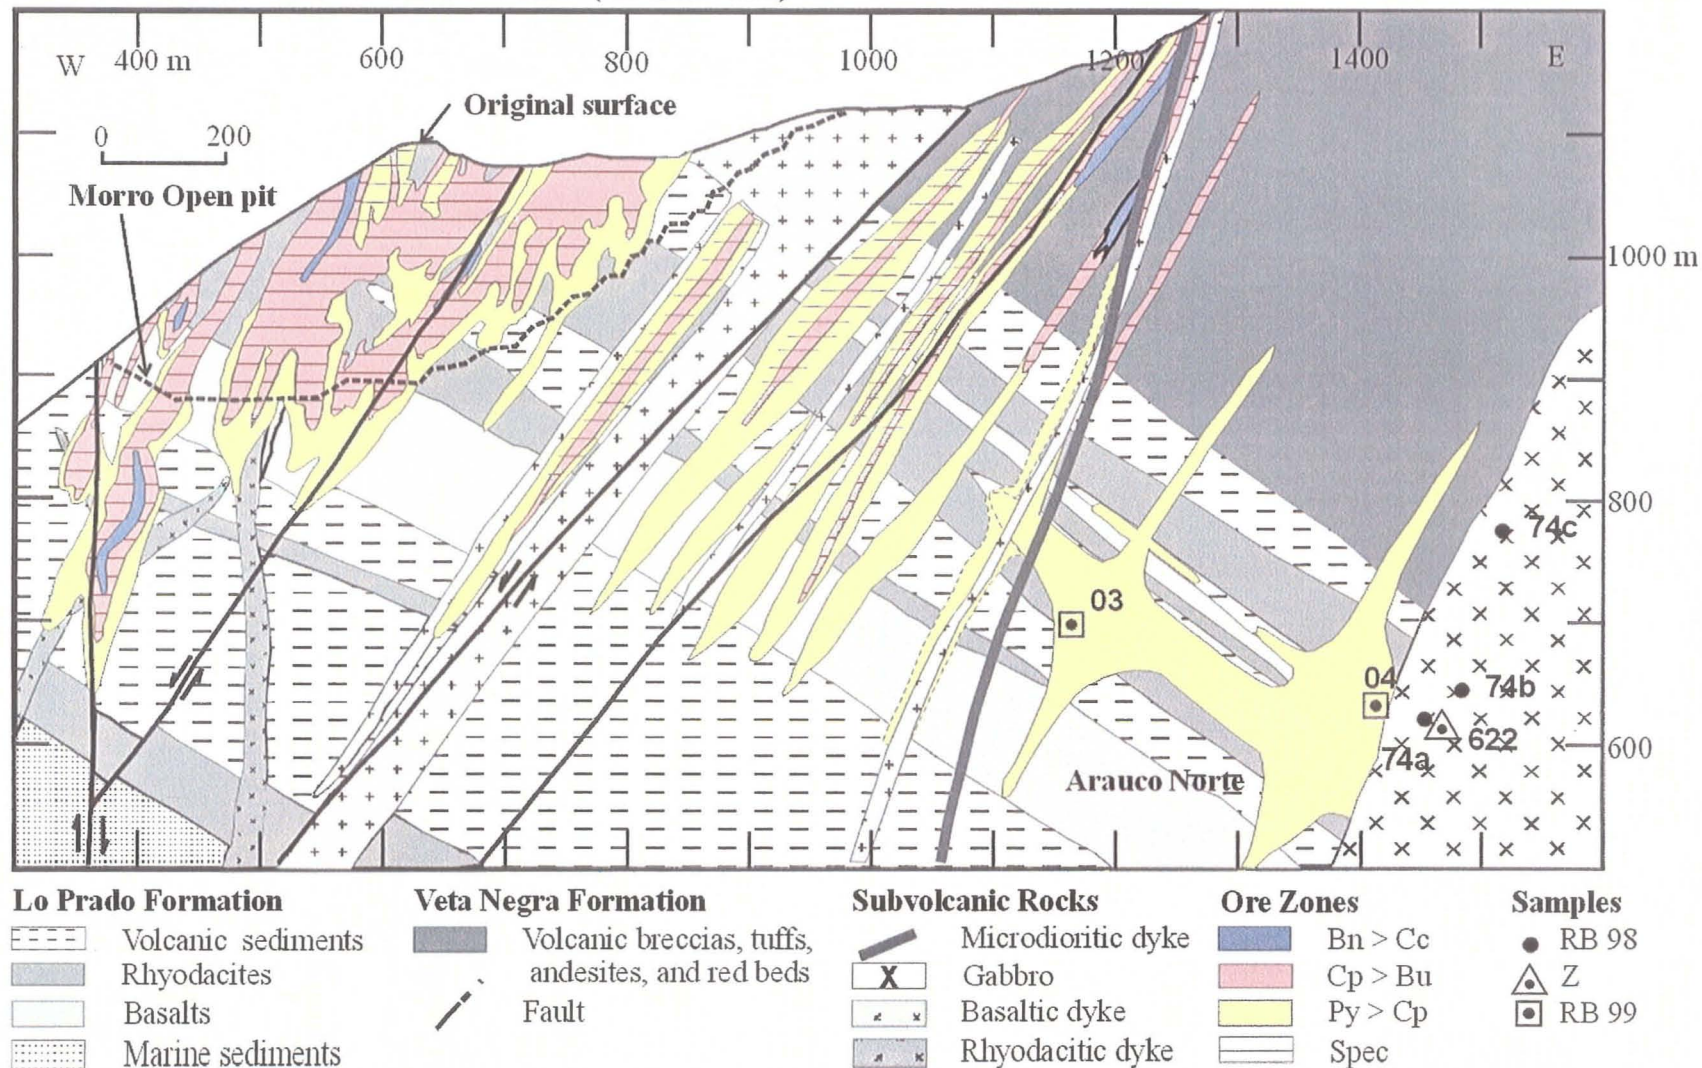 W 400 m 600 800 1000 1200 1400 E
Original surface
0 200
Morro Open pit
1000 m
800
74c
03
04
74b
622
74a
600
Arauco Norte
Lo Prado Formation
Volcanic sediments
Rhyodacites
Basalts
Marine sediments
Veta Negra Formation
Volcanic breccias, tuffs,
andesites, and red beds
Fault
Subvolcanic Rocks
Microdioritic dyke
X Gabbro
Basaltic dyke
Rhyodacitic dyke
Ore Zones
Bn > Cc
Cp > Bu
Py > Cp
Spec
Samples
RB 98
Z
RB 99